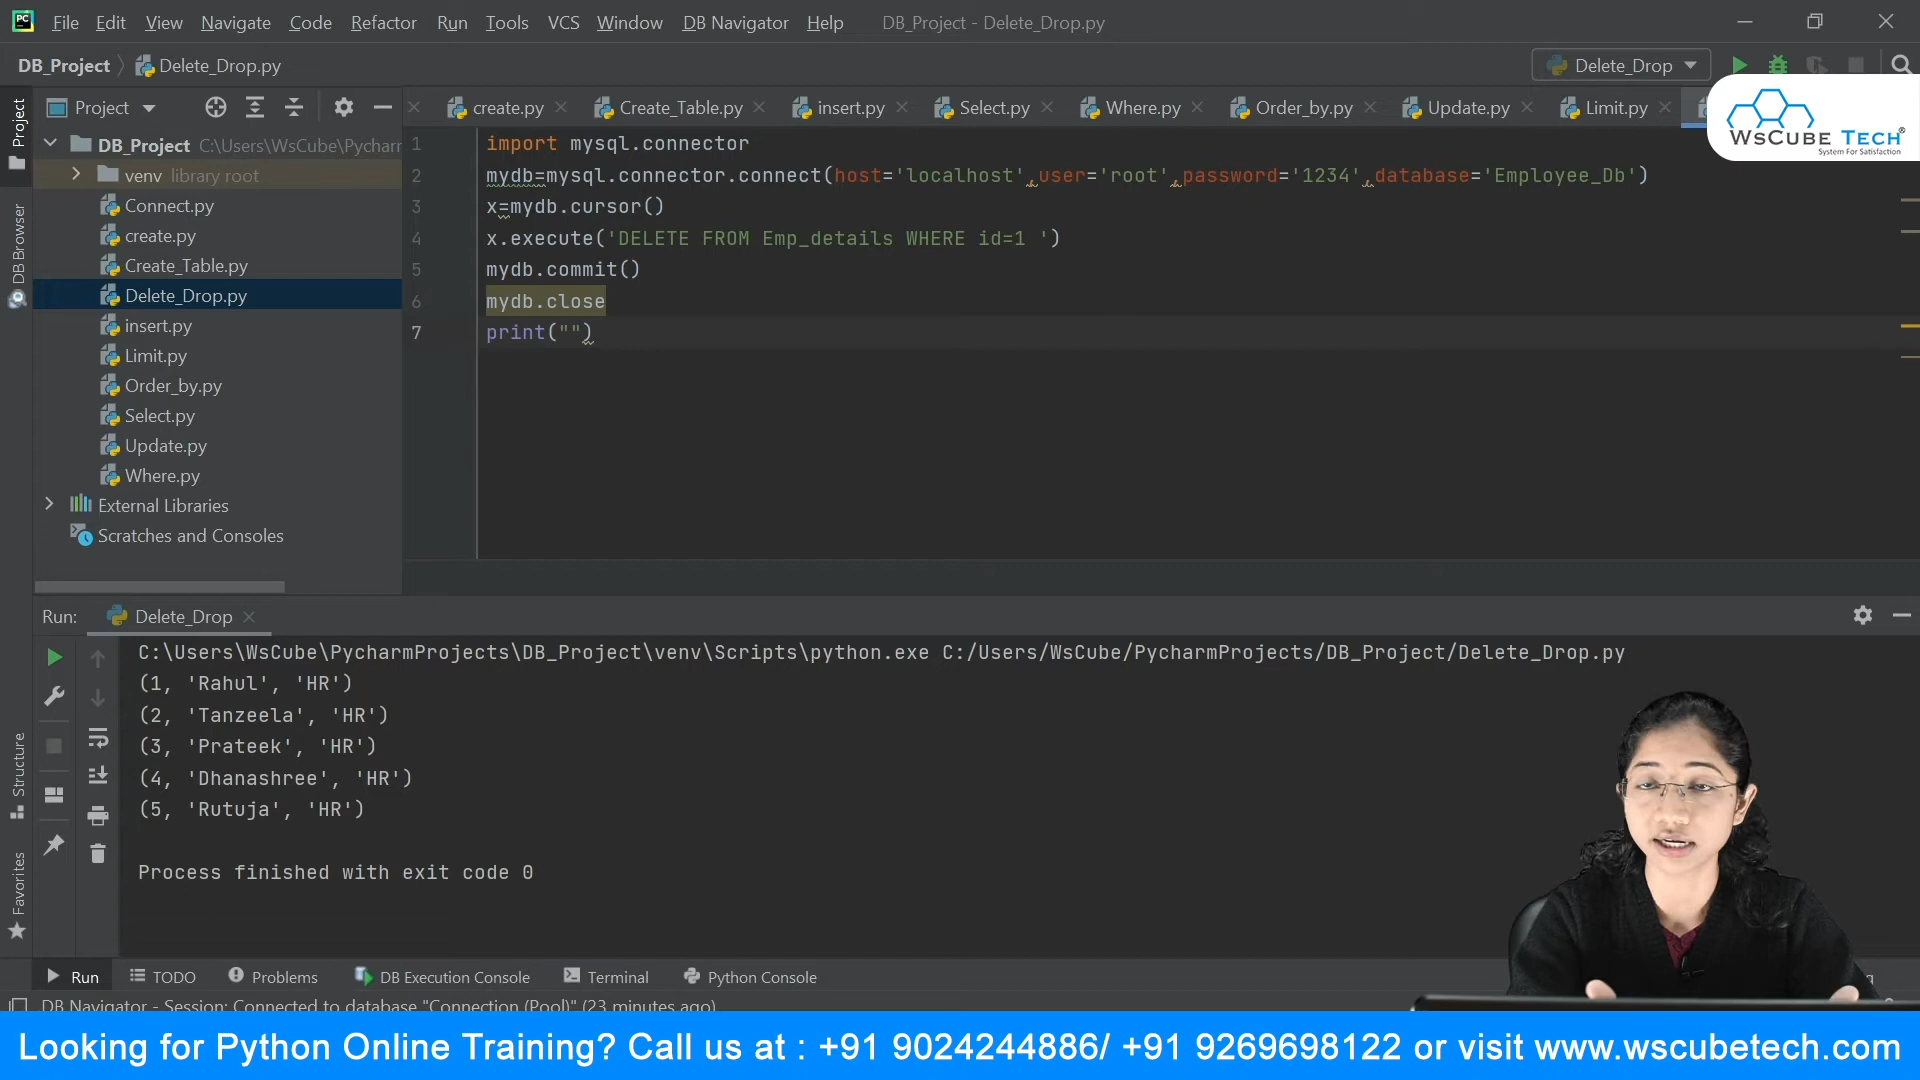 File Edit View Navigate Code Refactor Run Tools VCS Window DB Navigator Help DB_Project - Delete_Drop.py
DB_Project Delete_Drop.py Delete_Drop
Project create.py Create_Table.py insert.py Select.py Where.py Order_by.py Update.py Limit.py
WsCube Tech®
System For Satisfaction
Project
DB Browser
Structure
Favorites
DB_Project C:\Users\WsCube\Pycharm
venv library root
Connect.py
create.py
Create_Table.py
Delete_Drop.py
insert.py
Limit.py
Order_by.py
Select.py
Update.py
Where.py
External Libraries
Scratches and Consoles
1 import mysql.connector
2 mydb=mysql.connector.connect(host='localhost',user='root',password='1234',database='Employee_Db')
3 x=mydb.cursor()
4 x.execute('DELETE FROM Emp_details WHERE id=1 ')
5 mydb.commit()
6 mydb.close
7 print("")
Run: Delete_Drop
C:\Users\WsCube\PycharmProjects\DB_Project\venv\Scripts\python.exe C:/Users/WsCube/PycharmProjects/DB_Project/Delete_Drop.py
(1, 'Rahul', 'HR')
(2, 'Tanzeela', 'HR')
(3, 'Prateek', 'HR')
(4, 'Dhanashree', 'HR')
(5, 'Rutuja', 'HR')
Process finished with exit code 0
Run TODO Problems DB Execution Console Terminal Python Console
DB Navigator - Session: Connected to database "Connection (Pool)" (23 minutes ago)
Looking for Python Online Training? Call us at : +91 9024244886/ +91 9269698122 or visit www.wscubetech.com